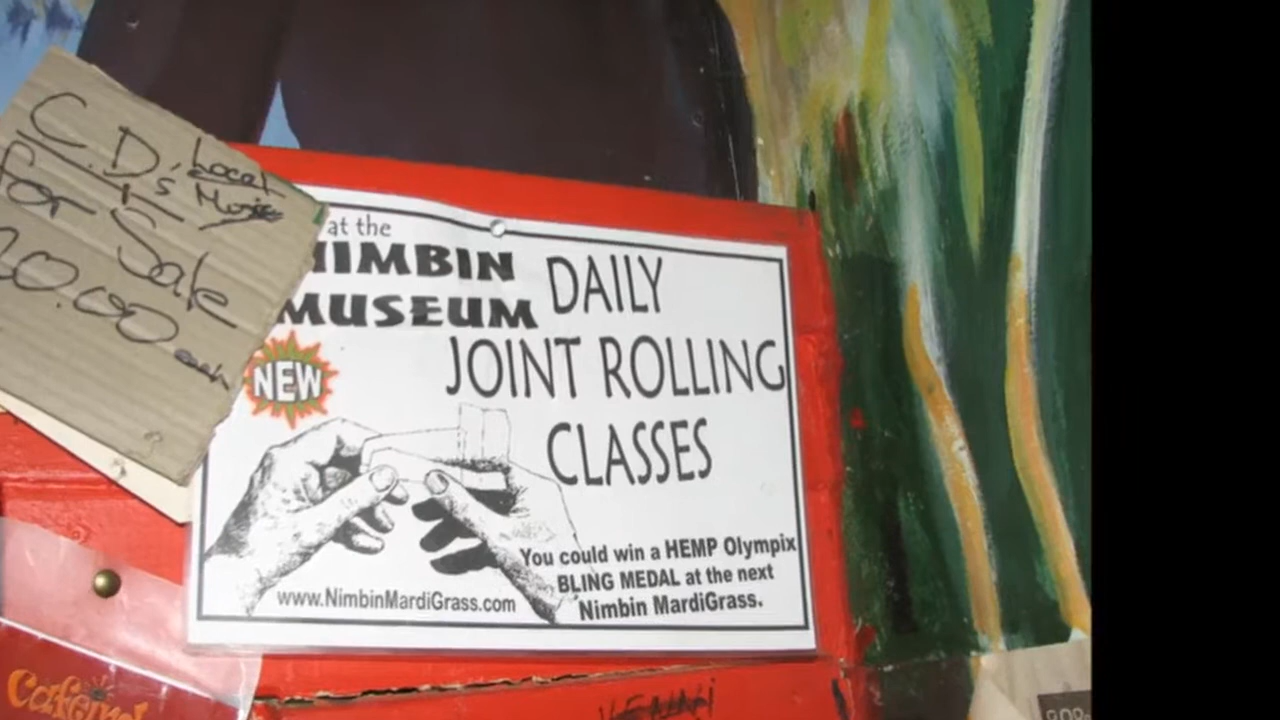 C.D's Local
Music
For Sale
20.00 each
at the
NIMBIN
MUSEUM
DAILY
JOINT ROLLING
CLASSES
NEW
You could win a HEMP Olympix
BLING MEDAL at the next
Nimbin MardiGrass.
www.NimbinMardiGrass.com